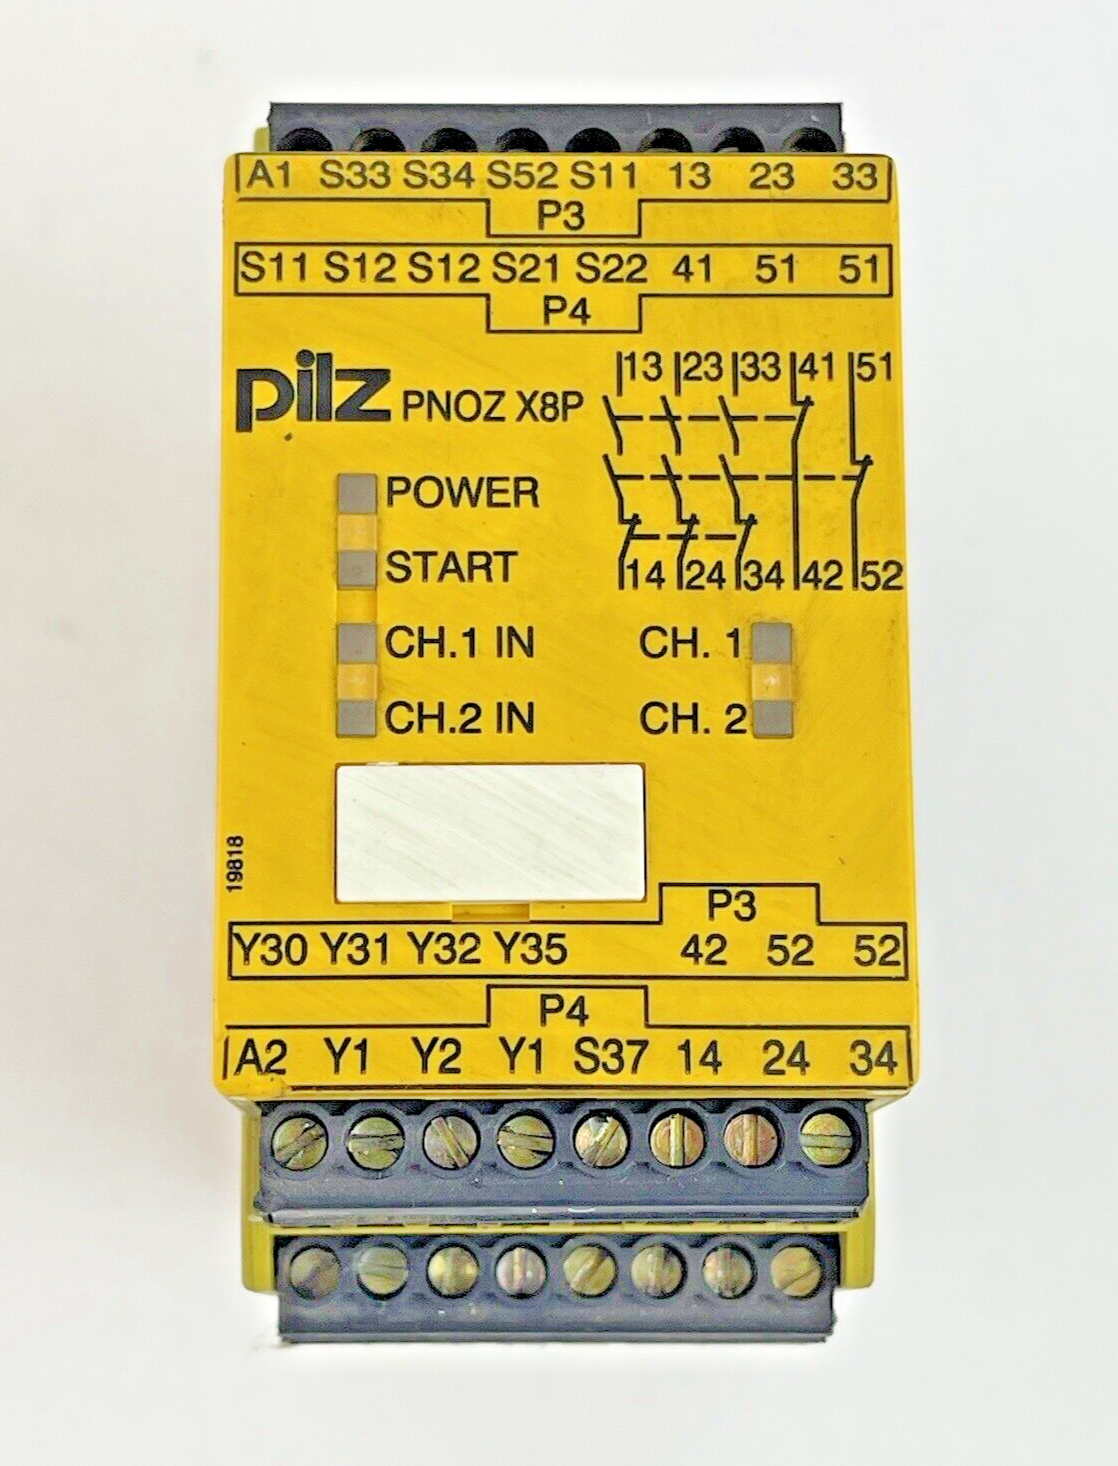 A1 S33 S34 S52 S11 13 23 33
P3
S11 S12 S12 S21 S22 41 51 51
P4
pilz PNOZ X8P
13 23 33 41 51
14 24 34 42 52
POWER
START
CH.1 IN CH. 1
CH.2 IN CH. 2
19818
P3
Y30 Y31 Y32 Y35 42 52 52
P4
A2 Y1 Y2 Y1 S37 14 24 34